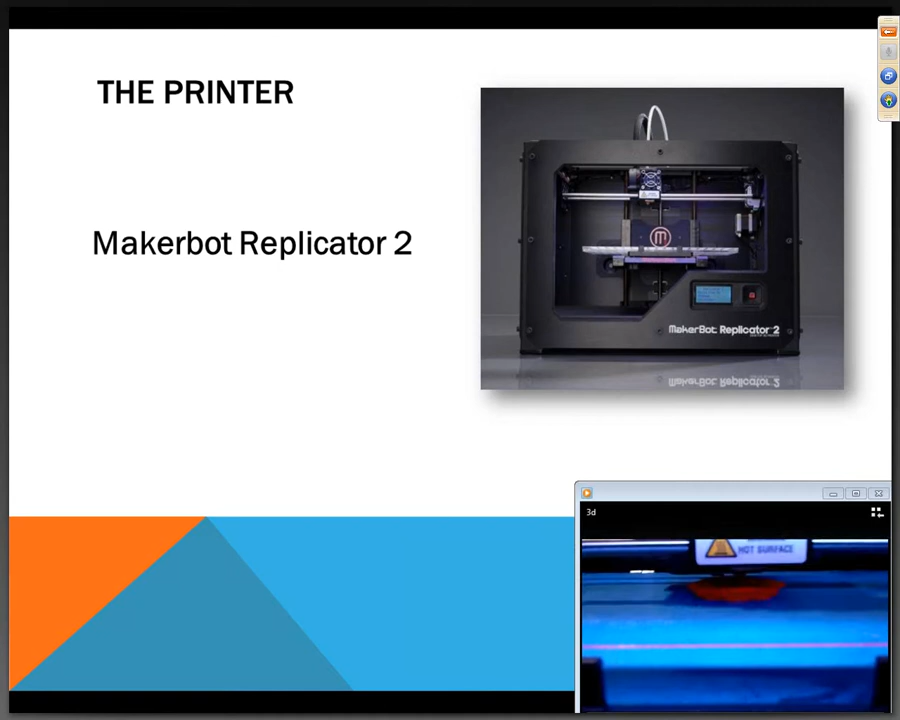 THE PRINTER
Makerbot Replicator 2
MakerBot Replicator 2
3d
HOT SURFACE